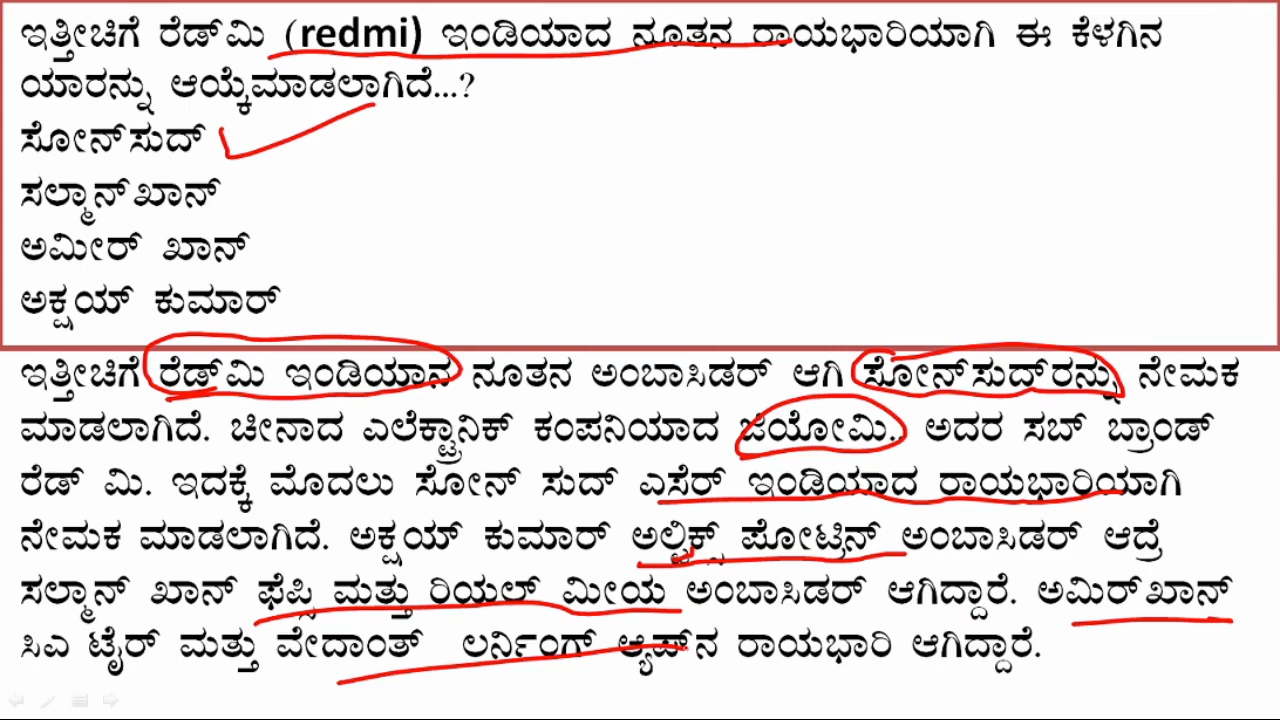 ಇತ್ತೀಚಿಗೆ ರೆಡ್‌ಮಿ (redmi) ಇಂಡಿಯಾದ ನೂತನ ರಾಯಭಾರಿಯಾಗಿ ಈ ಕೆಳಗಿನ
ಯಾರನ್ನು ಆಯ್ಕೆಮಾಡಲಾಗಿದೆ...?
ಸೋನ್‌ಸುದ್
ಸಲ್ಮಾನ್‌ಖಾನ್
ಅಮೀರ್ ಖಾನ್
ಅಕ್ಷಯ್ ಕುಮಾರ್
ಇತ್ತೀಚಿಗೆ ರೆಡ್‌ಮಿ ಇಂಡಿಯಾನ ನೂತನ ಅಂಬಾಸಿಡರ್ ಆಗಿ ಸೋನ್‌ಸುದ್‌ರನ್ನು ನೇಮಕ
ಮಾಡಲಾಗಿದೆ. ಚೀನಾದ ಎಲೆಕ್ಟ್ರಾನಿಕ್ ಕಂಪನಿಯಾದ ಜಿಯೋಮಿ.. ಅದರ ಸಬ್ ಬ್ರಾಂಡ್
ರೆಡ್ ಮಿ. ಇದಕ್ಕೆ ಮೊದಲು ಸೋನ್ ಸುದ್ ಎಸೆರ್ ಇಂಡಿಯಾದ ರಾಯಭಾರಿಯಾಗಿ
ನೇಮಕ ಮಾಡಲಾಗಿದೆ. ಅಕ್ಷಯ್ ಕುಮಾರ್ ಅಂಬಾಸಿಡರ್ ಆದ್ರೆ
ಸಲ್ಮಾನ್ ಖಾನ್ ಫೆಪ್ಸಿ ಮತ್ತು ರಿಯಲ್ ಮೀಯ ಅಂಬಾಸಿಡರ್ ಆಗಿದ್ದಾರೆ. ಅಮಿರ್‌ಖಾನ್
ಸಿಎ ಟೈರ್ ಮತ್ತು ವೇದಾಂತ್ ಲರ್ನಿಂಗ್ ಆ್ಯಪ್‌ನ ರಾಯಭಾರಿ ಆಗಿದ್ದಾರೆ.